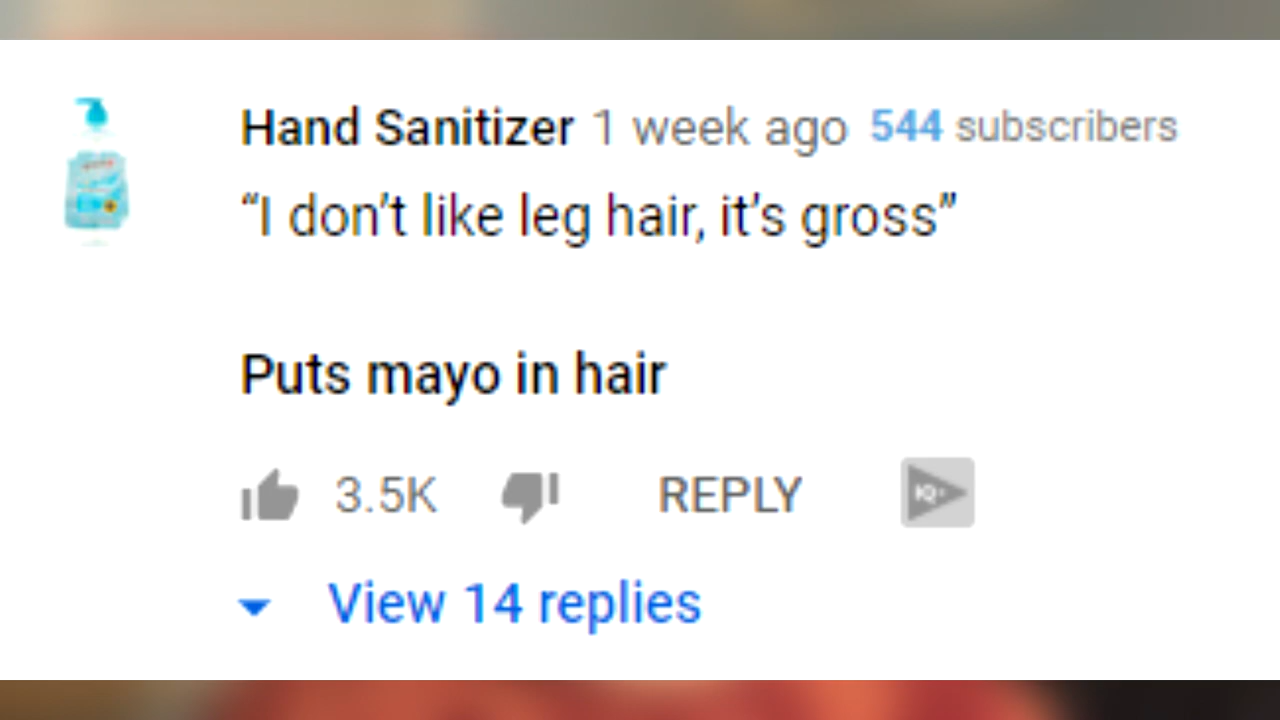 Hand Sanitizer 1 week ago 544 subscribers
“I don’t like leg hair, it’s gross”
Puts mayo in hair
3.5K REPLY IQ
View 14 replies